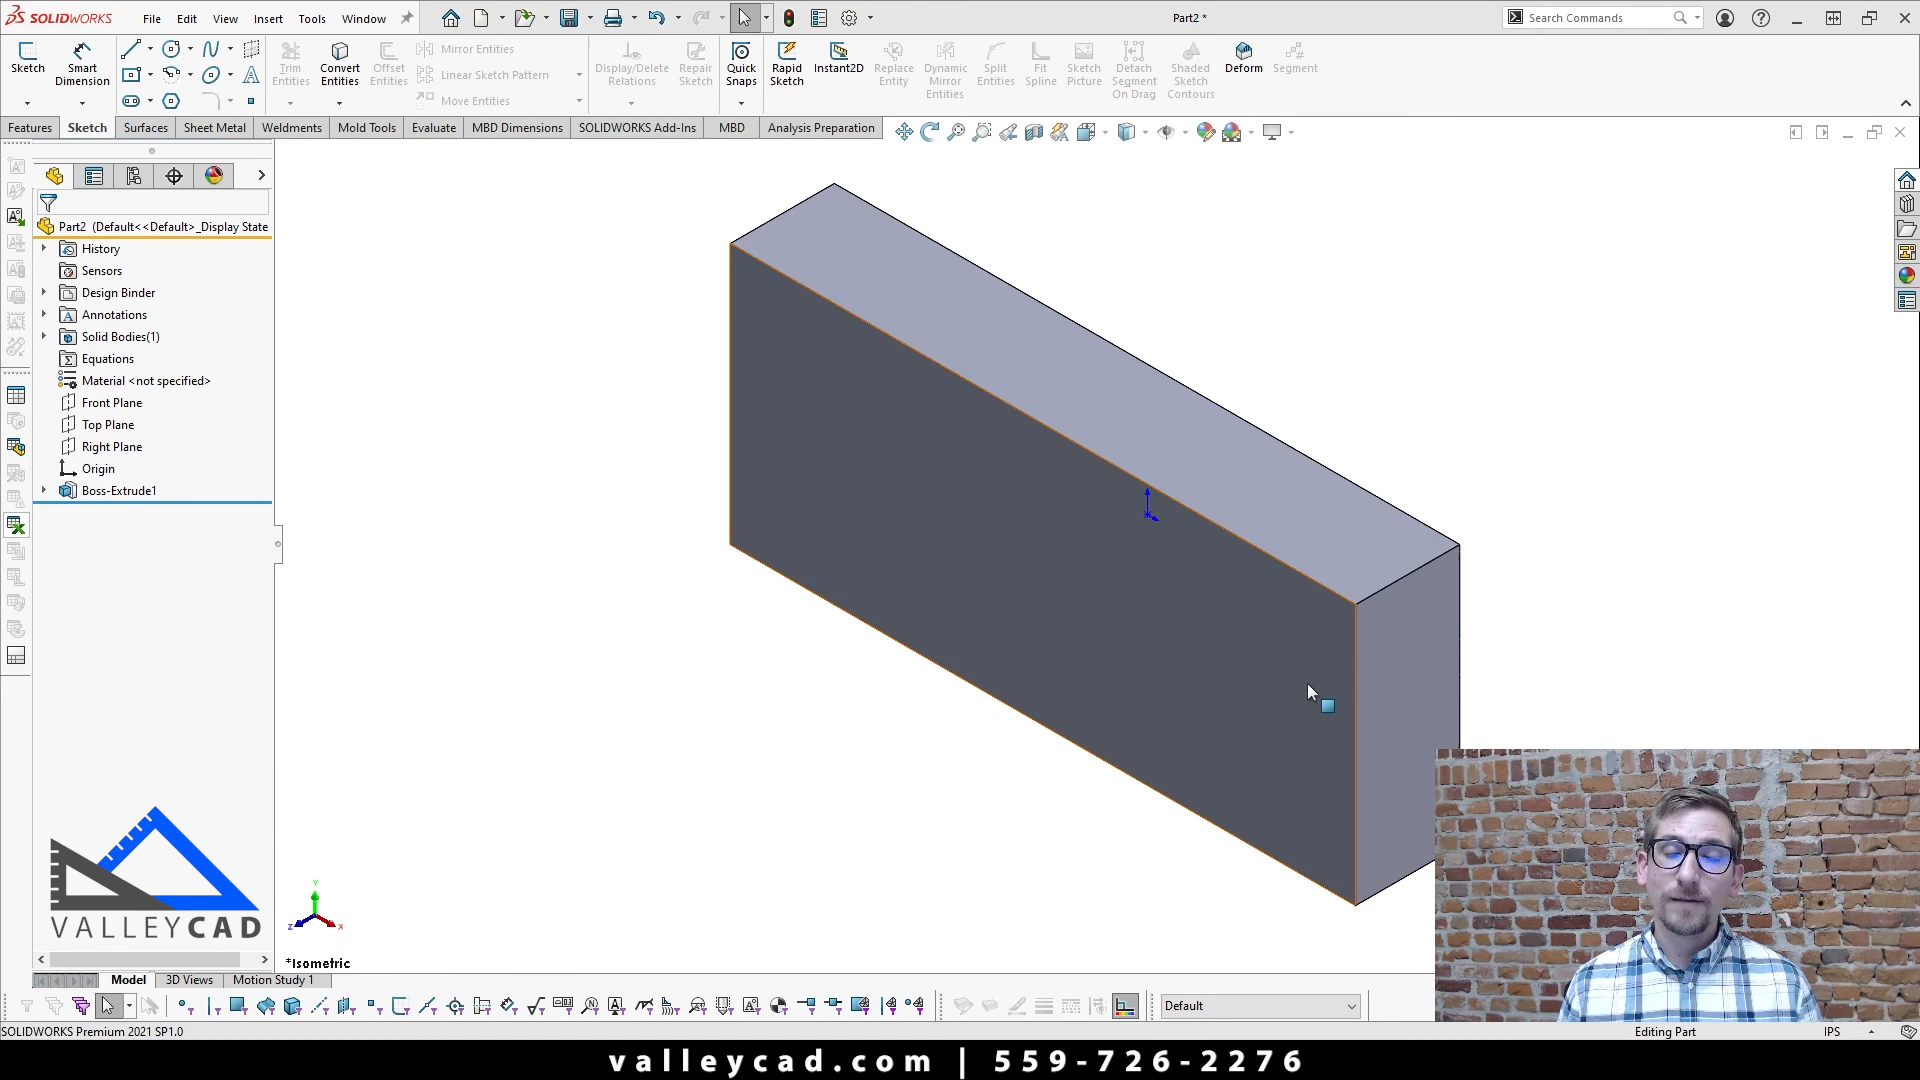 SOLIDWORKS
File Edit View Insert Tools Window
Part2 *
Search Commands
Sketch
Smart Dimension
Trim Entities
Convert Entities
Offset Entities
Mirror Entities
Linear Sketch Pattern
Move Entities
Display/Delete Relations
Repair Sketch
Quick Snaps
Rapid Sketch
Instant2D
Replace Entity
Dynamic Mirror Entities
Split Entities
Fit Spline
Sketch Picture
Detach Segment On Drag
Shaded Sketch Contours
Deform
Segment
Features Sketch Surfaces Sheet Metal Weldments Mold Tools Evaluate MBD Dimensions SOLIDWORKS Add-Ins MBD Analysis Preparation
Part2 (Default<<Default>_Display State
History
Sensors
Design Binder
Annotations
Solid Bodies(1)
Equations
Material <not specified>
Front Plane
Top Plane
Right Plane
Origin
Boss-Extrude1
VALLEYCAD
Y
Z X
*Isometric
Model 3D Views Motion Study 1
Default
SOLIDWORKS Premium 2021 SP1.0
Editing Part
IPS
valleycad.com | 559-726-2276